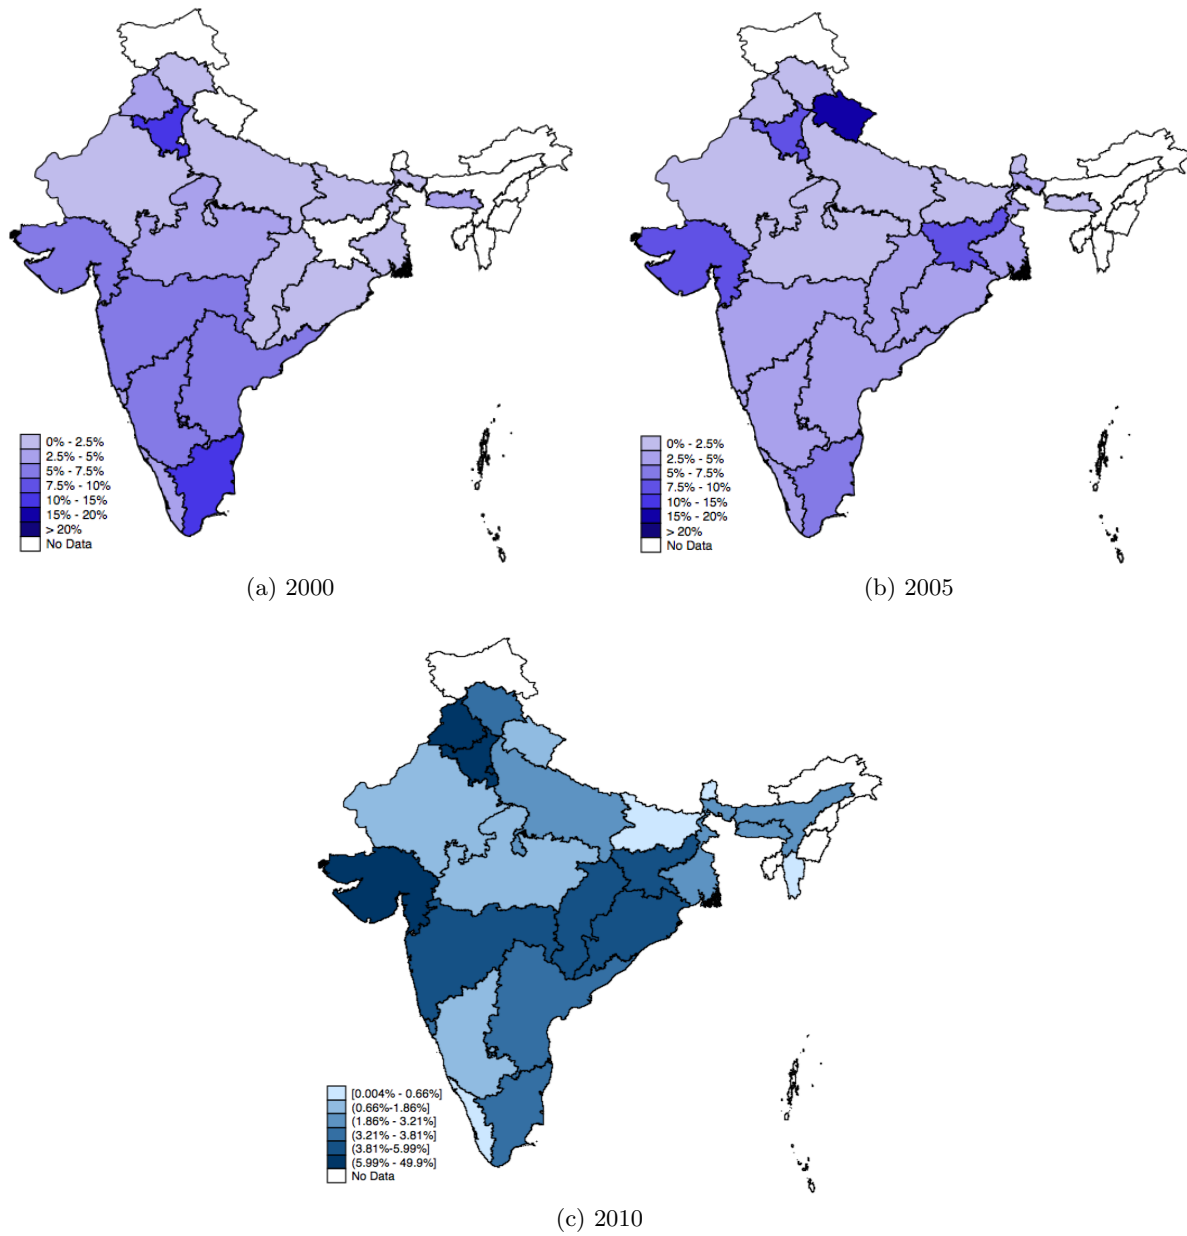 0% - 2.5%
2.5% - 5%
5% - 7.5%
7.5% - 10%
10% - 15%
15% - 20%
> 20%
No Data
(a) 2000
0% - 2.5%
2.5% - 5%
5% - 7.5%
7.5% - 10%
10% - 15%
15% - 20%
> 20%
No Data
(b) 2005
[0.004% - 0.66%]
(0.66%-1.86%]
(1.86% - 3.21%]
(3.21% - 3.81%]
(3.81%-5.99%]
(5.99% - 49.9%]
No Data
(c) 2010